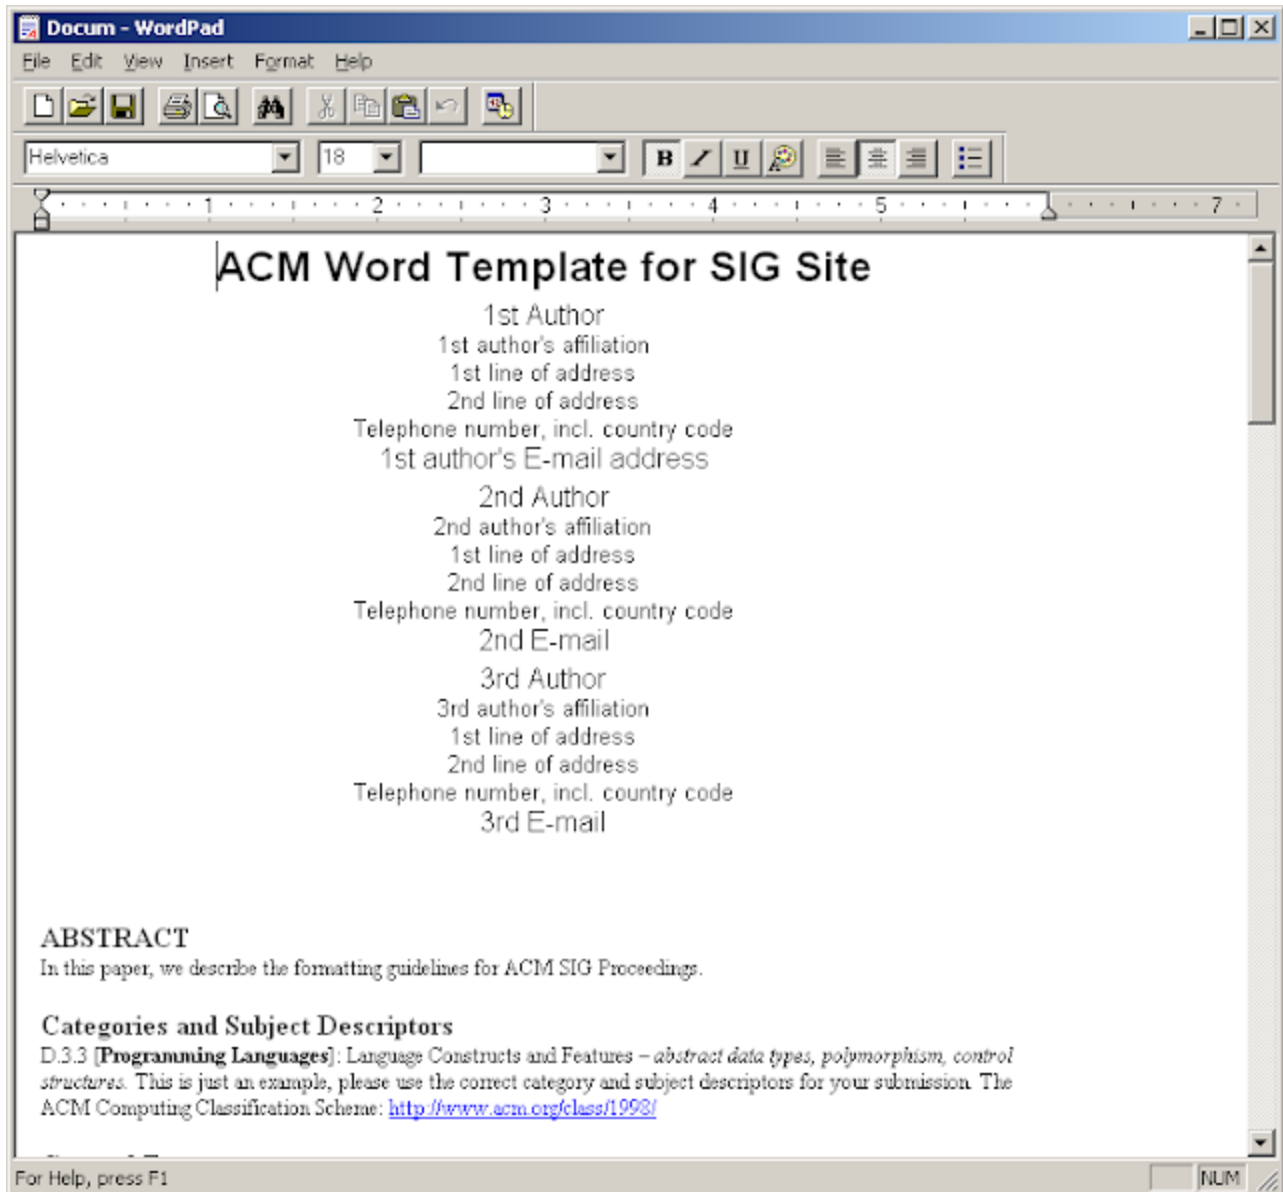 Docum - WordPad
File Edit View Insert Format Help
Helvetica 18 B I U
1 2 3 4 5 7
ACM Word Template for SIG Site
1st Author
1st author's affiliation
1st line of address
2nd line of address
Telephone number, incl. country code
1st author's E-mail address
2nd Author
2nd author's affiliation
1st line of address
2nd line of address
Telephone number, incl. country code
2nd E-mail
3rd Author
3rd author's affiliation
1st line of address
2nd line of address
Telephone number, incl. country code
3rd E-mail
ABSTRACT
In this paper, we describe the formatting guidelines for ACM SIG Proceedings.
Categories and Subject Descriptors
D.3.3 [Programming Languages]: Language Constructs and Features – abstract data types, polymorphism, control
structures. This is just an example, please use the correct category and subject descriptors for your submission. The
ACM Computing Classification Scheme: http://www.acm.org/class/1998/
For Help, press F1 NUM